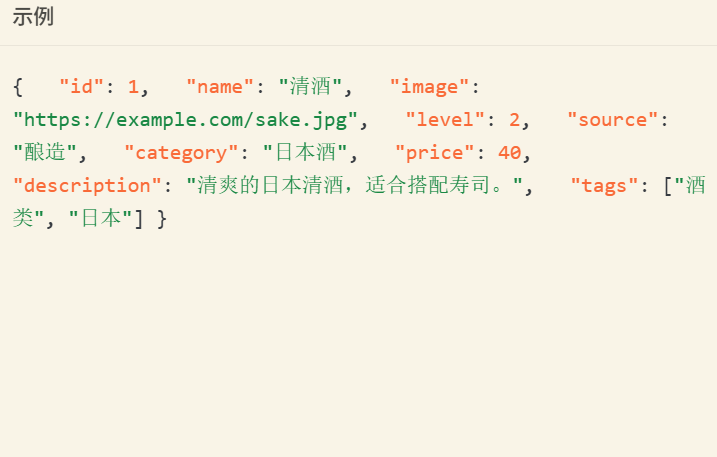 示例
{   "id": 1,   "name": "清酒",   "image":
"https://example.com/sake.jpg",   "level": 2,   "source":
"酿造",   "category": "日本酒",   "price": 40,
"description": "清爽的日本清酒，适合搭配寿司。",   "tags": ["酒
类", "日本"] }